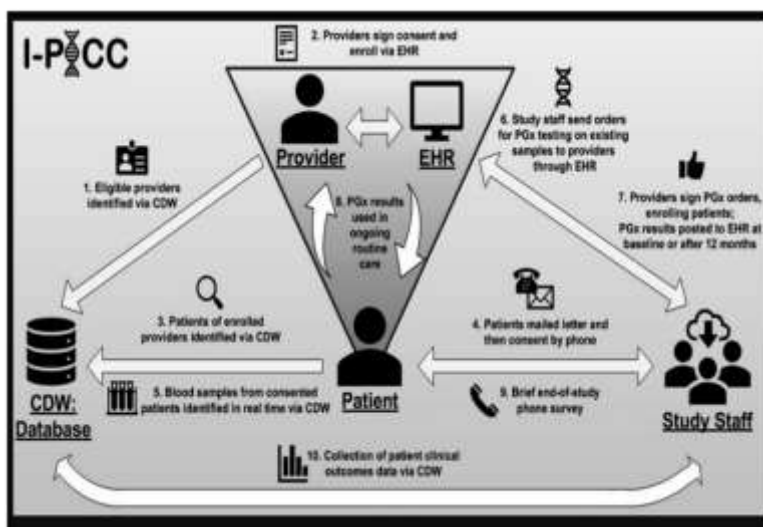 I-PICC
2. Providers sign consent and
enroll via EHR
Provider
EHR
1. Eligible providers
identified via CDW
6. Study staff send orders
for PGx testing on existing
samples to providers
through EHR
7. Providers sign PGx orders,
enrolling patients;
PGx results posted to EHR at
baseline or after 12 months
8. PGx results
used in
ongoing
routine
care
3. Patients of enrolled
providers identified via CDW
4. Patients mailed letter and
then consent by phone
5. Blood samples from consented
patients identified in real time via CDW
9. Brief end-of-study
phone survey
CDW:
Database
Patient
Study Staff
10. Collection of patient clinical
outcomes data via CDW